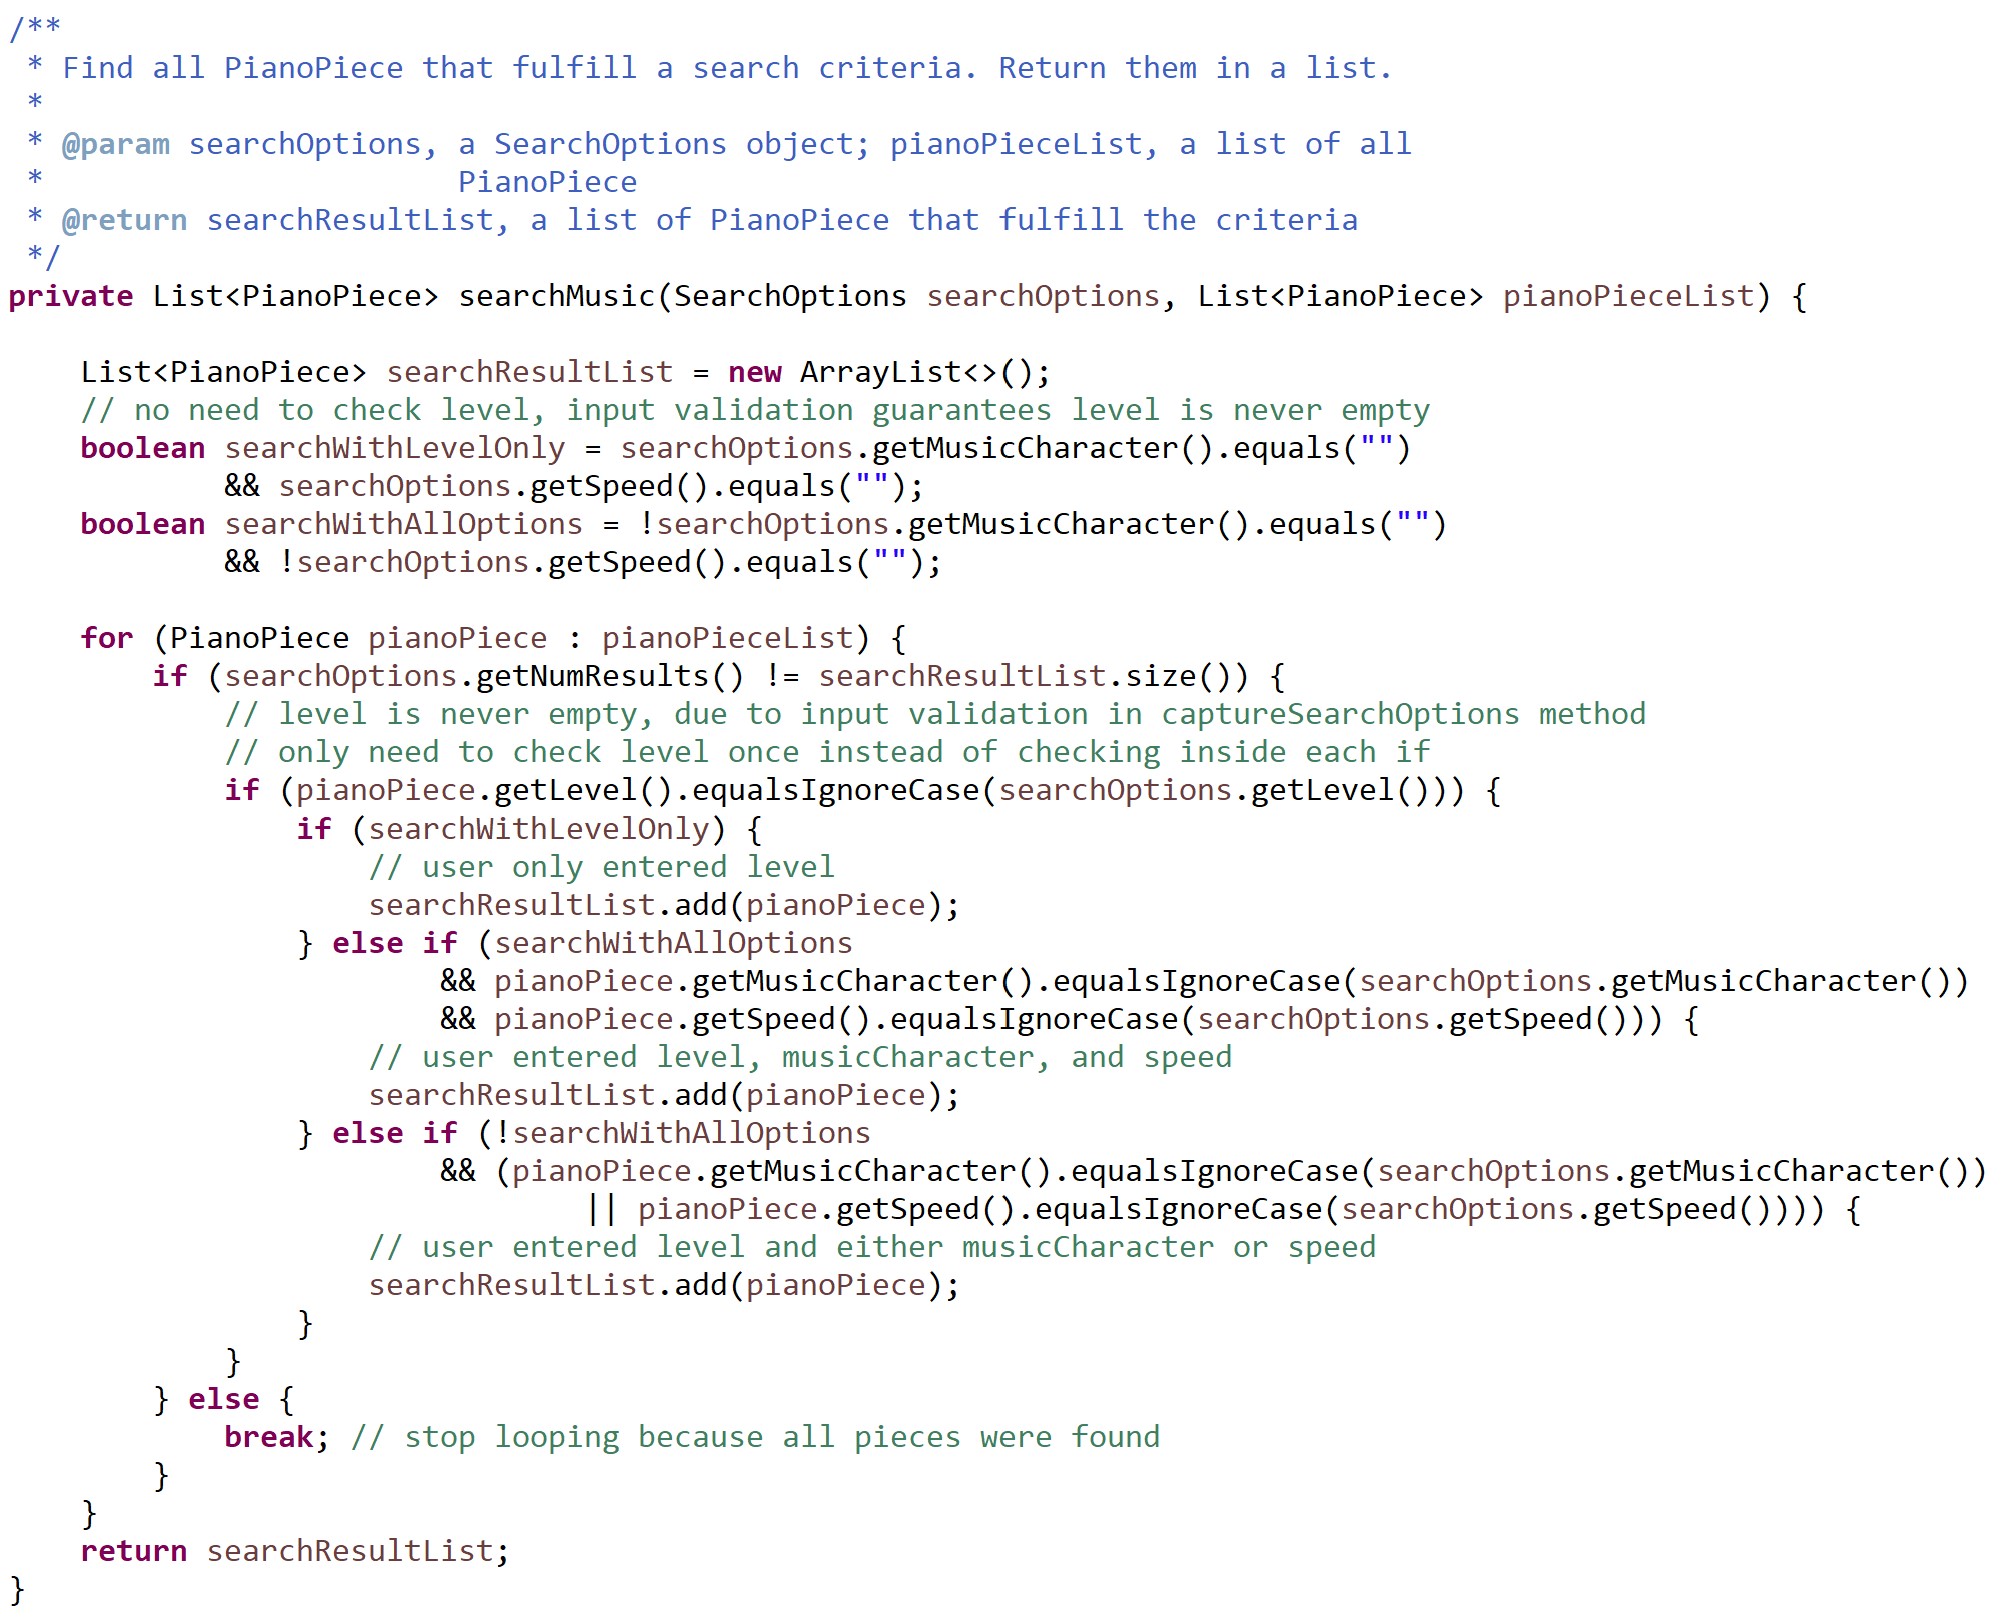 /**
 * Find all PianoPiece that fulfill a search criteria. Return them in a list.
 *
 * @param searchOptions, a SearchOptions object; pianoPieceList, a list of all
 *                       PianoPiece
 * @return searchResultList, a list of PianoPiece that fulfill the criteria
 */
private List<PianoPiece> searchMusic(SearchOptions searchOptions, List<PianoPiece> pianoPieceList) {

    List<PianoPiece> searchResultList = new ArrayList<>();
    // no need to check level, input validation guarantees level is never empty
    boolean searchWithLevelOnly = searchOptions.getMusicCharacter().equals("")
            && searchOptions.getSpeed().equals("");
    boolean searchWithAllOptions = !searchOptions.getMusicCharacter().equals("")
            && !searchOptions.getSpeed().equals("");

    for (PianoPiece pianoPiece : pianoPieceList) {
        if (searchOptions.getNumResults() != searchResultList.size()) {
            // level is never empty, due to input validation in captureSearchOptions method
            // only need to check level once instead of checking inside each if
            if (pianoPiece.getLevel().equalsIgnoreCase(searchOptions.getLevel())) {
                if (searchWithLevelOnly) {
                    // user only entered level
                    searchResultList.add(pianoPiece);
                } else if (searchWithAllOptions
                        && pianoPiece.getMusicCharacter().equalsIgnoreCase(searchOptions.getMusicCharacter())
                        && pianoPiece.getSpeed().equalsIgnoreCase(searchOptions.getSpeed())) {
                    // user entered level, musicCharacter, and speed
                    searchResultList.add(pianoPiece);
                } else if (!searchWithAllOptions
                        && (pianoPiece.getMusicCharacter().equalsIgnoreCase(searchOptions.getMusicCharacter())
                                || pianoPiece.getSpeed().equalsIgnoreCase(searchOptions.getSpeed()))) {
                    // user entered level and either musicCharacter or speed
                    searchResultList.add(pianoPiece);
                }
            }
        } else {
            break; // stop looping because all pieces were found
        }
    }
    return searchResultList;
}